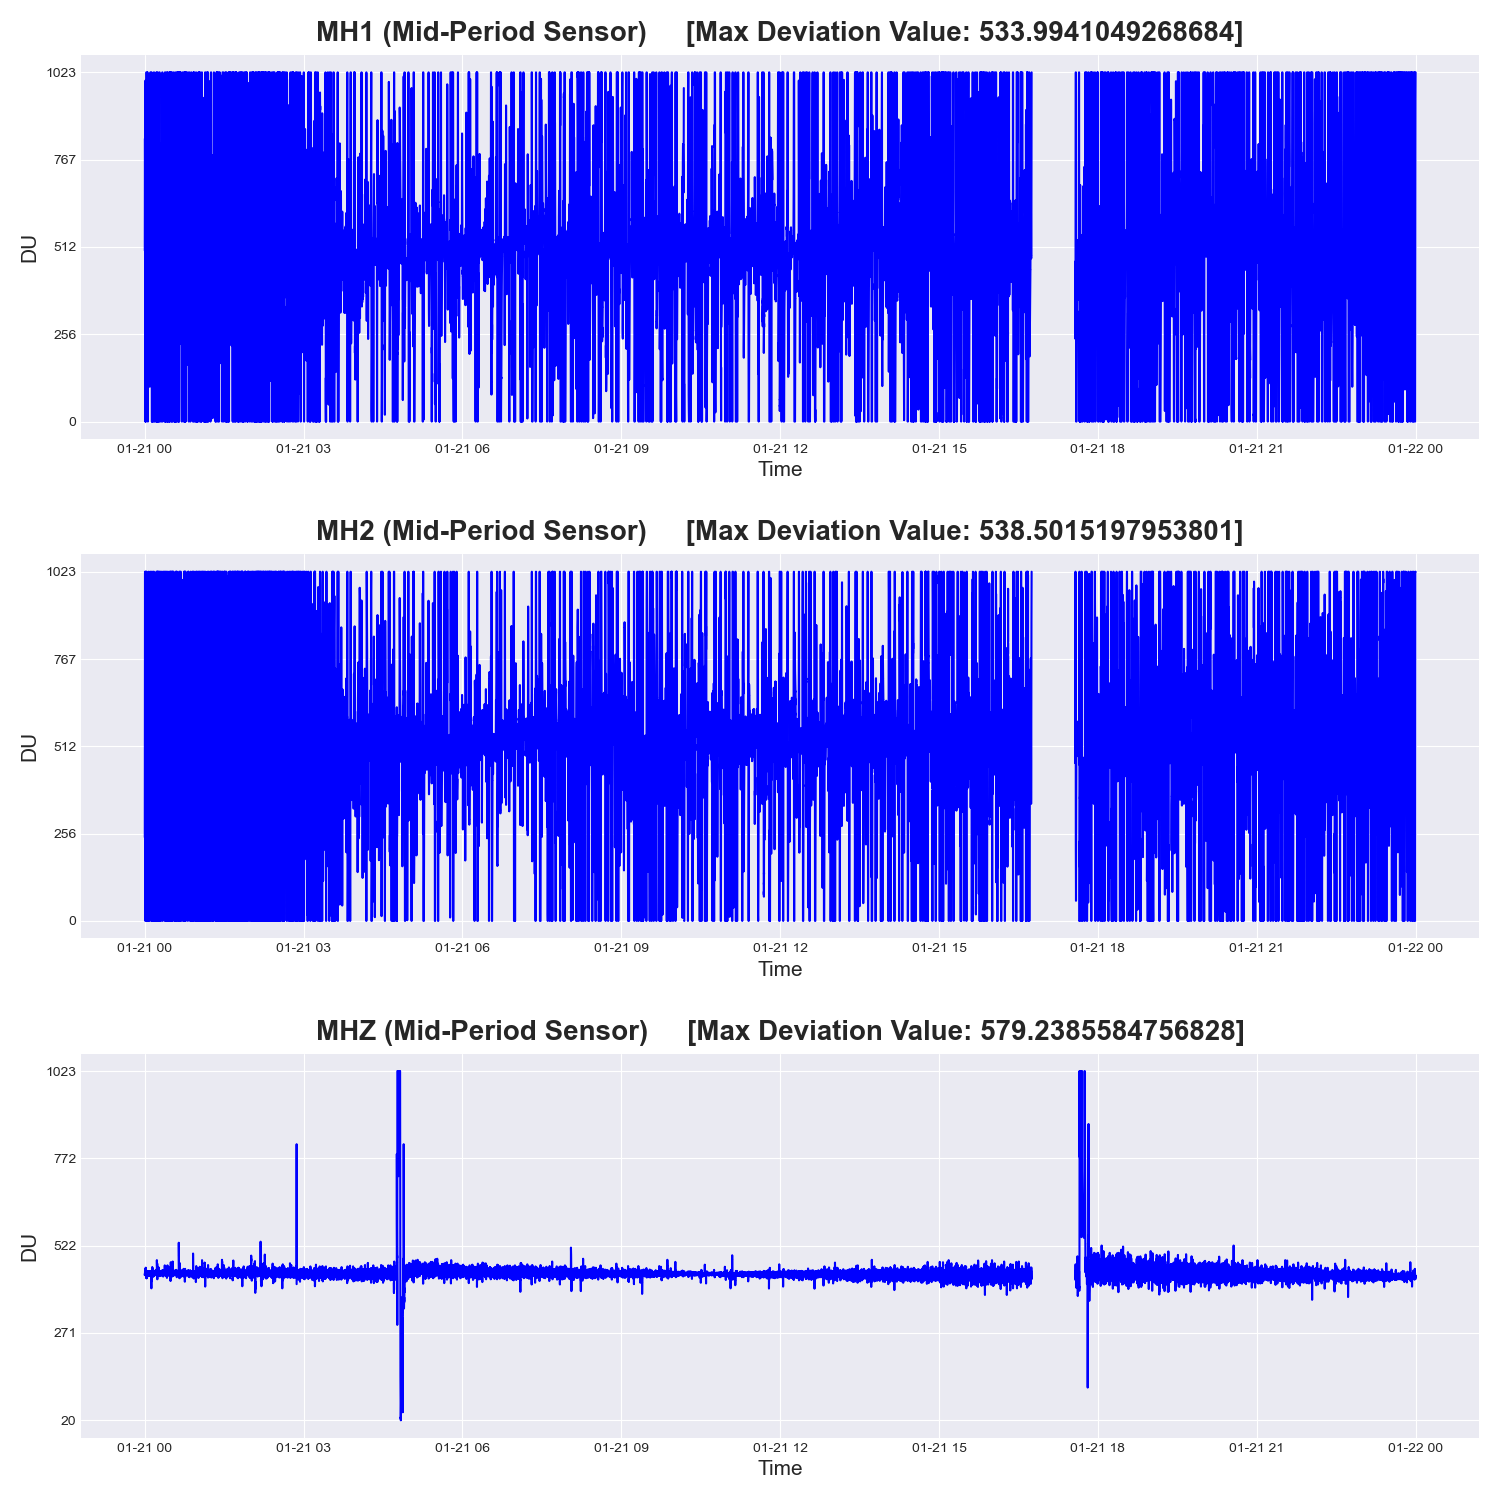 MH1 (Mid-Period Sensor) [Max Deviation Value: 533.9941049268684]
1023
767
512
256
0
DU
01-21 00 01-21 03 01-21 06 01-21 09 01-21 12 01-21 15 01-21 18 01-21 21 01-22 00
Time
MH2 (Mid-Period Sensor) [Max Deviation Value: 538.5015197953801]
1023
767
512
256
0
DU
01-21 00 01-21 03 01-21 06 01-21 09 01-21 12 01-21 15 01-21 18 01-21 21 01-22 00
Time
MHZ (Mid-Period Sensor) [Max Deviation Value: 579.2385584756828]
1023
772
522
271
20
DU
01-21 00 01-21 03 01-21 06 01-21 09 01-21 12 01-21 15 01-21 18 01-21 21 01-22 00
Time